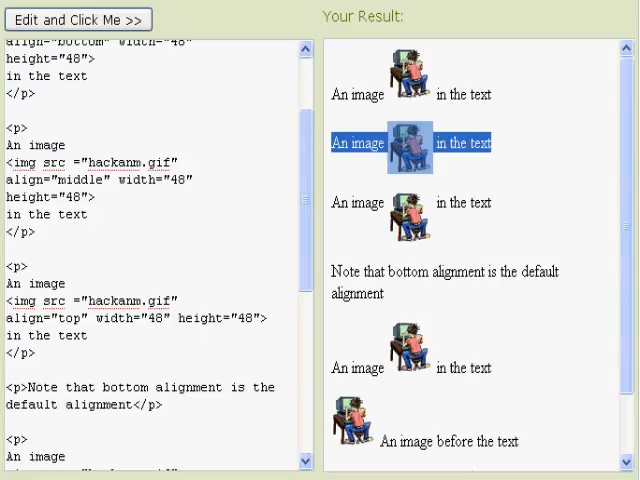 Edit and Click Me >>
Your Result:
align="bottom" width="48"
height="48">
in the text
</p>
<p>
An image
<img src ="hackanm.gif"
align="middle" width="48"
height="48">
in the text
</p>
<p>
An image
<img src ="hackanm.gif"
align="top" width="48" height="48">
in the text
</p>
<p>Note that bottom alignment is the
default alignment</p>
<p>
An image
An image in the text
An image in the text
An image in the text
Note that bottom alignment is the default
alignment
An image in the text
An image before the text